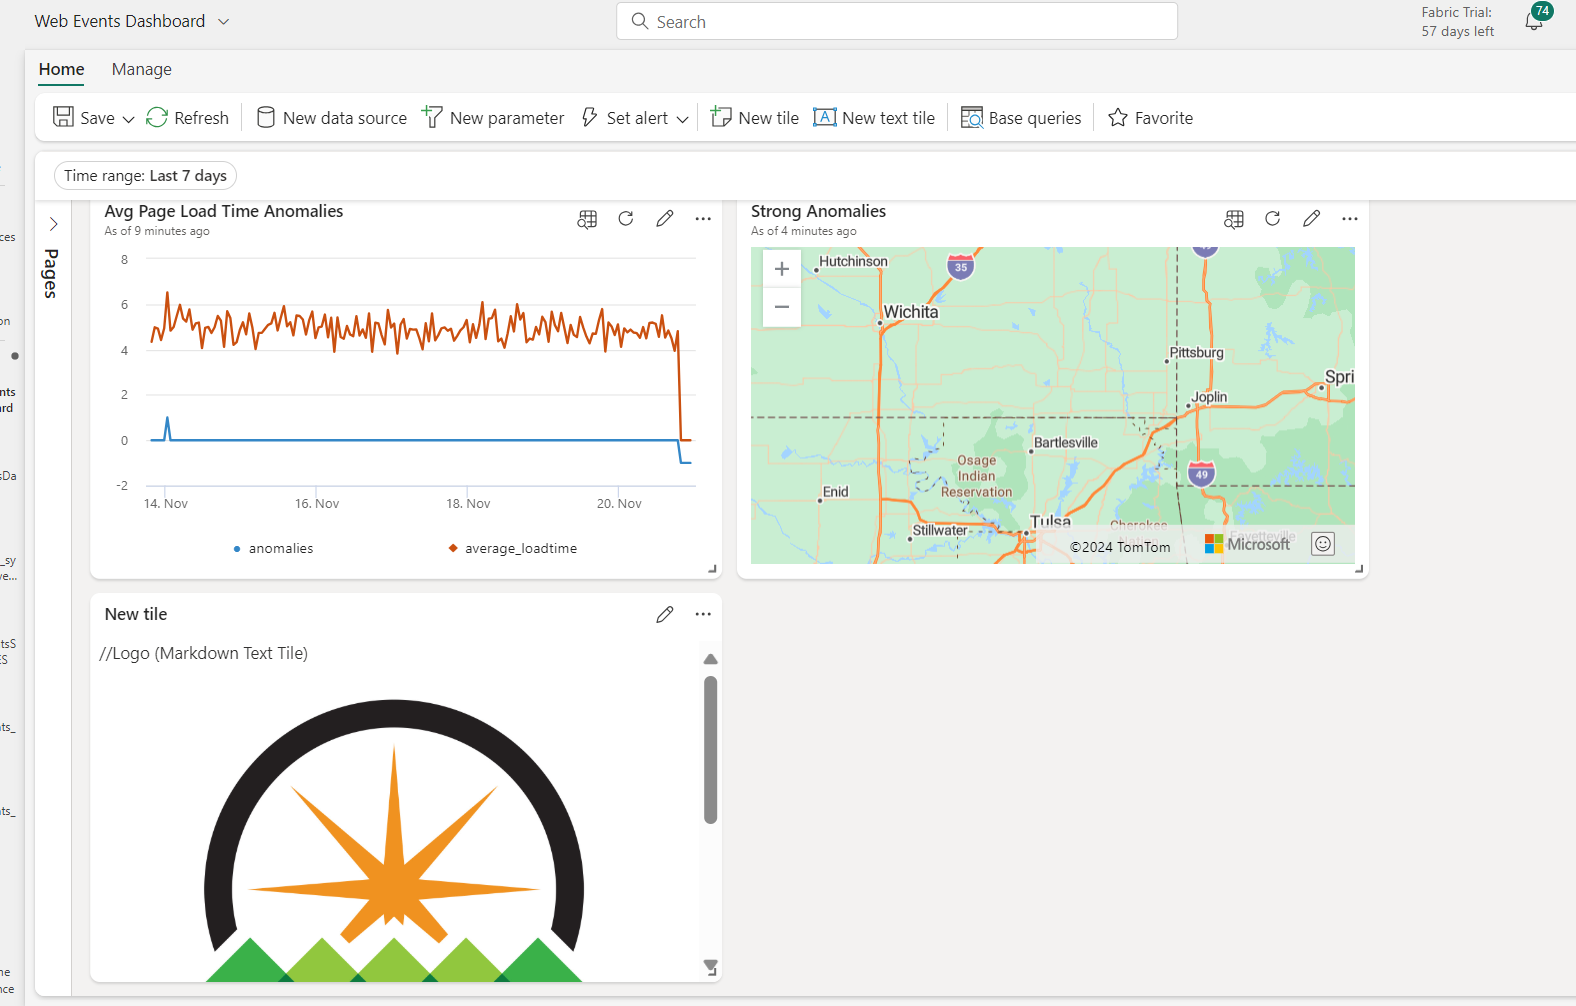 Web Events Dashboard
Search
Fabric Trial:
57 days left
74
Home Manage
Save Refresh New data source New parameter Set alert New tile New text tile Base queries Favorite
Time range: Last 7 days
Pages
Avg Page Load Time Anomalies
As of 9 minutes ago
8
6
4
2
0
-2
14. Nov 16. Nov 18. Nov 20. Nov
anomalies average_loadtime
Strong Anomalies
As of 4 minutes ago
Hutchinson
35
Wichita
Pittsburg
Spri
Joplin
Bartlesville
Osage
Indian
Reservation
49
Enid
Tulsa
Cherokee
Nation
Stillwater
Fayetteville
©2024 TomTom
Microsoft
New tile
//Logo (Markdown Text Tile)
ces
on
nts
ard
sDa
_sy
ve...
tsS
ES
nts_
nts_
me
nce